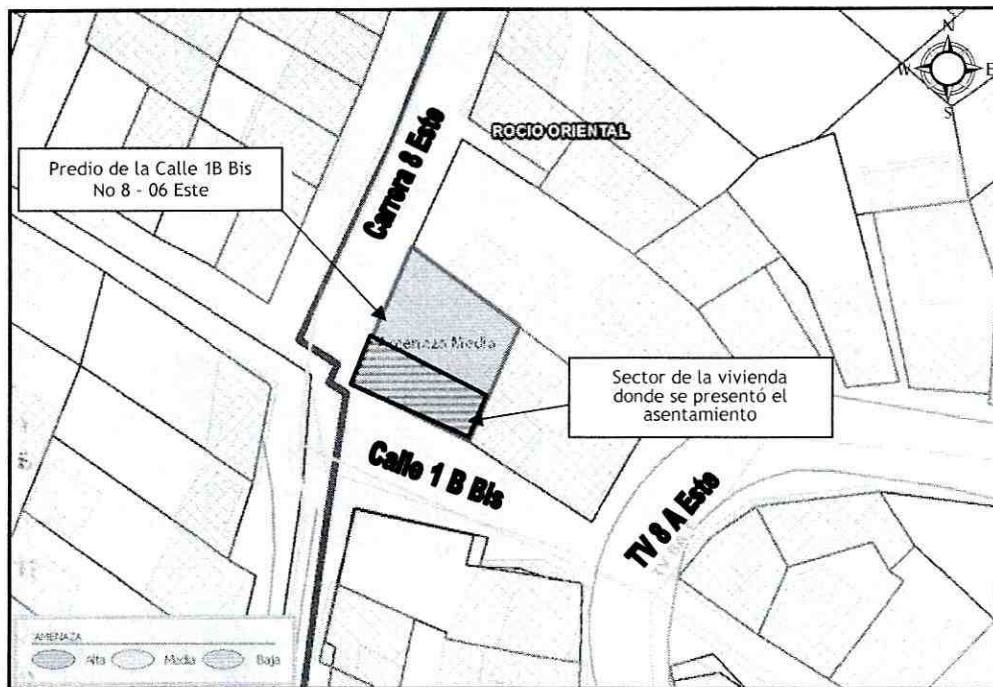 N
W
E
S
ROCIO ORIENTAL
Carrera 8 Este
Predio de la Calle 1B Bis
No 8 - 06 Este
Amenaza Media
Sector de la vivienda
donde se presentó el
asentamiento
Calle 1 B Bis
TV 8 A Este
AMENAZA
Alta Media Baja